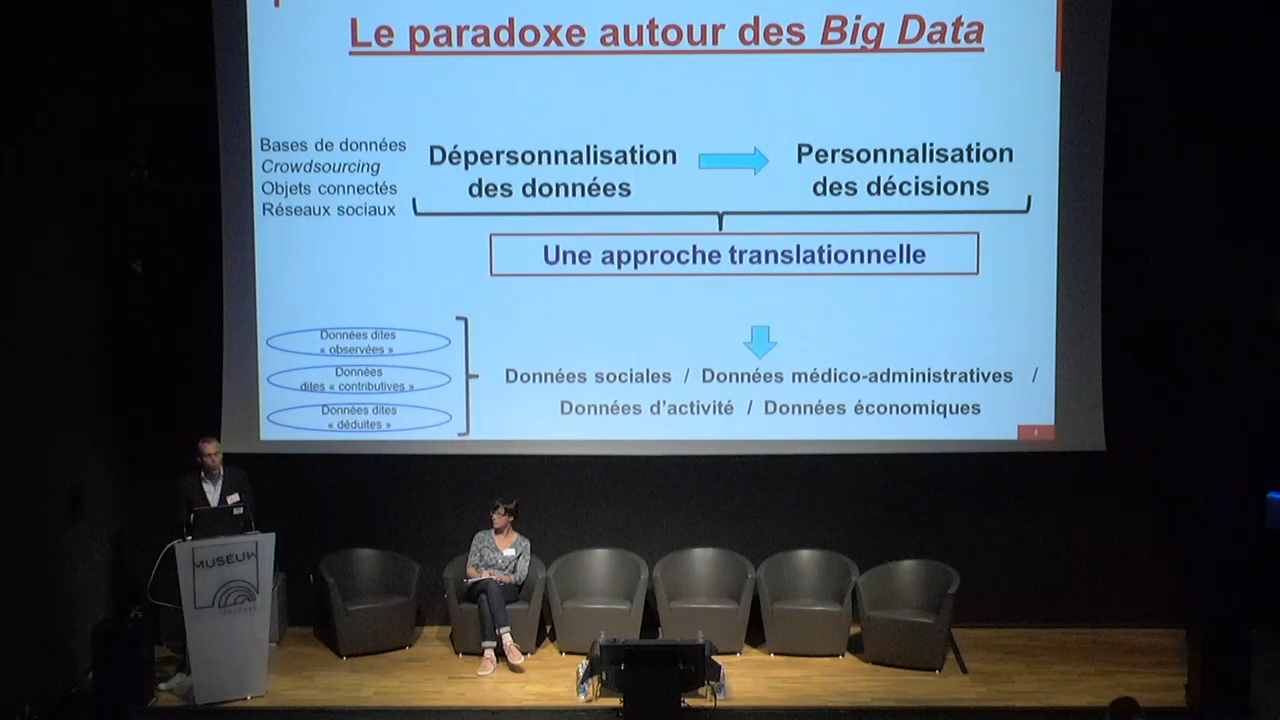 Le paradoxe autour des Big Data
Bases de données
Crowdsourcing
Objets connectés
Réseaux sociaux
Dépersonnalisation
des données
Personnalisation
des décisions
Une approche translationnelle
Données dites
« observées »
Données
dites « contributives »
Données dites
« déduites »
Données sociales / Données médico-administratives /
Données d'activité / Données économiques
4
MUSÉUM